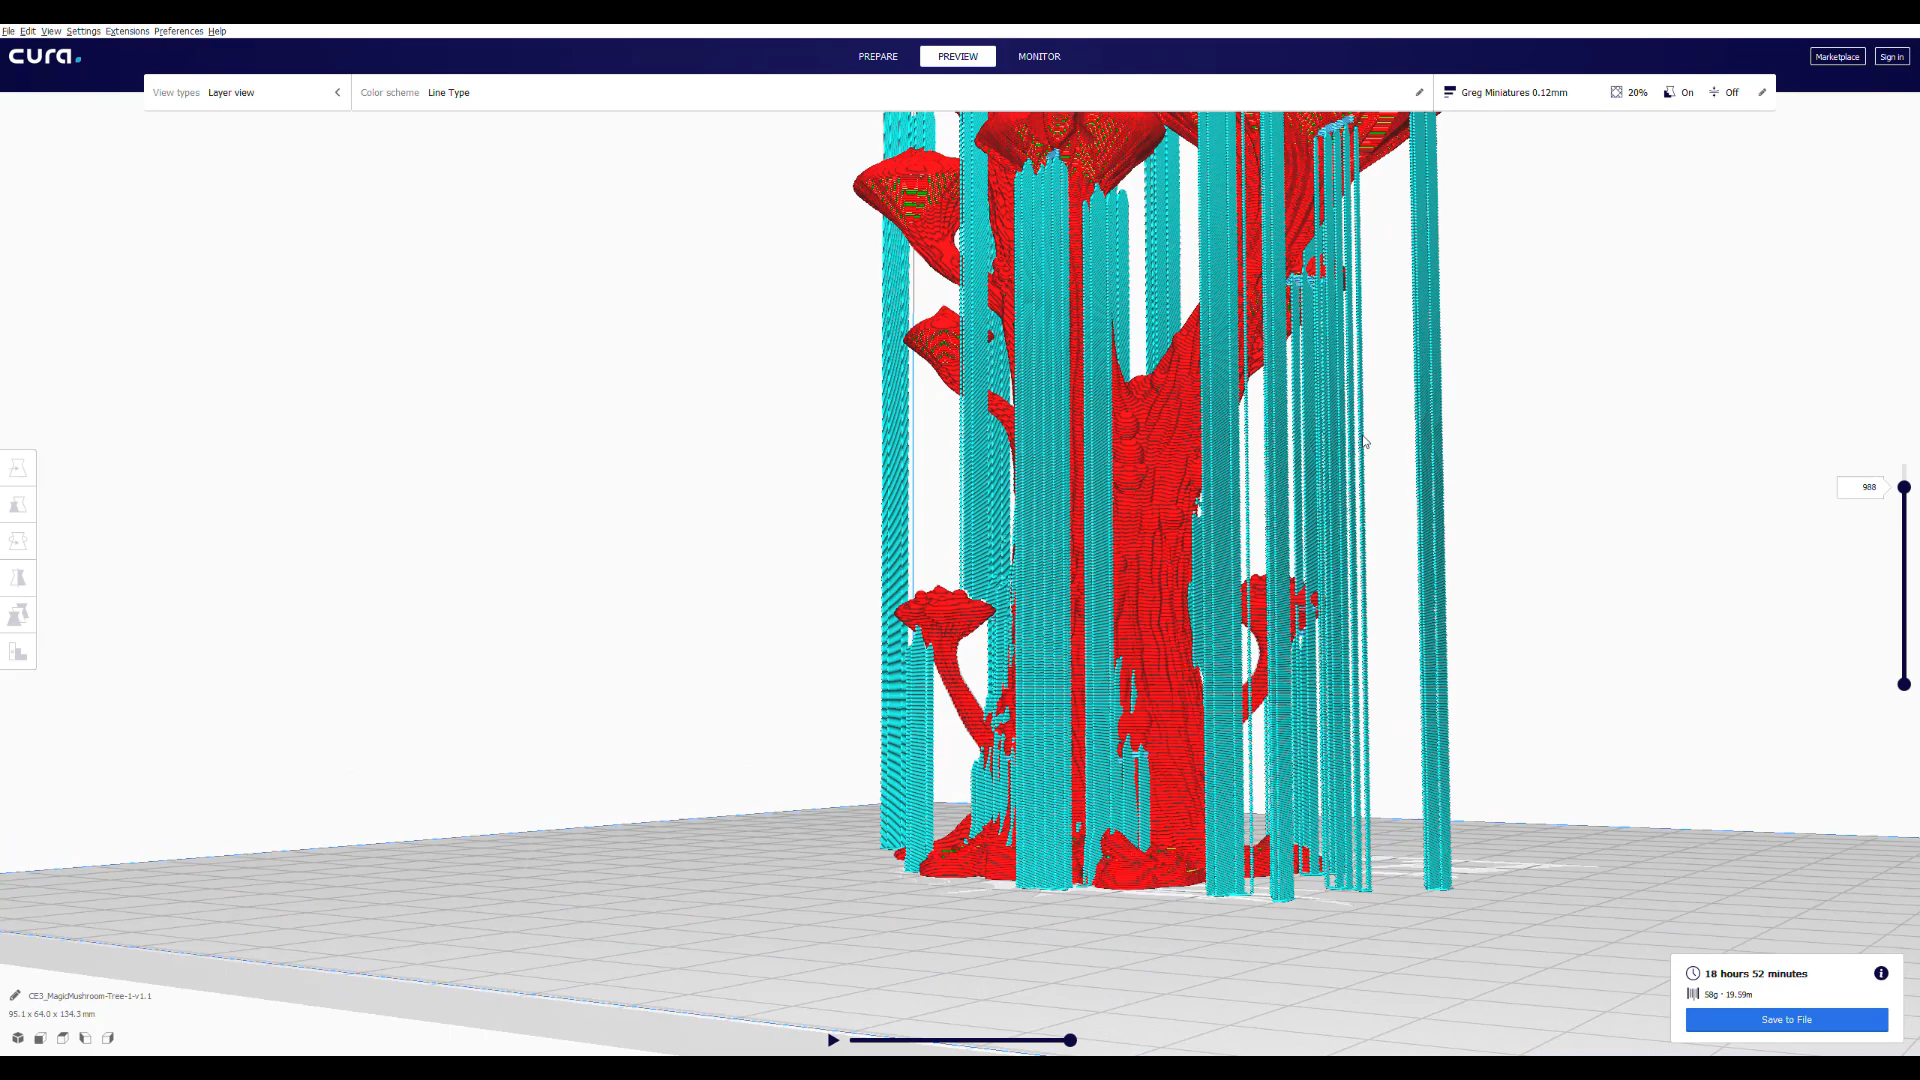 File Edit View Settings Extensions Preferences Help
cura.
PREPARE PREVIEW MONITOR
Marketplace Sign in
View types Layer view
Color scheme Line Type
Greg Miniatures 0.12mm 20% On Off
988
18 hours 52 minutes
58g · 19.59m
Save to File
CE3_MagicMushroom-Tree-1-v1.1
95.1 x 64.0 x 134.3 mm